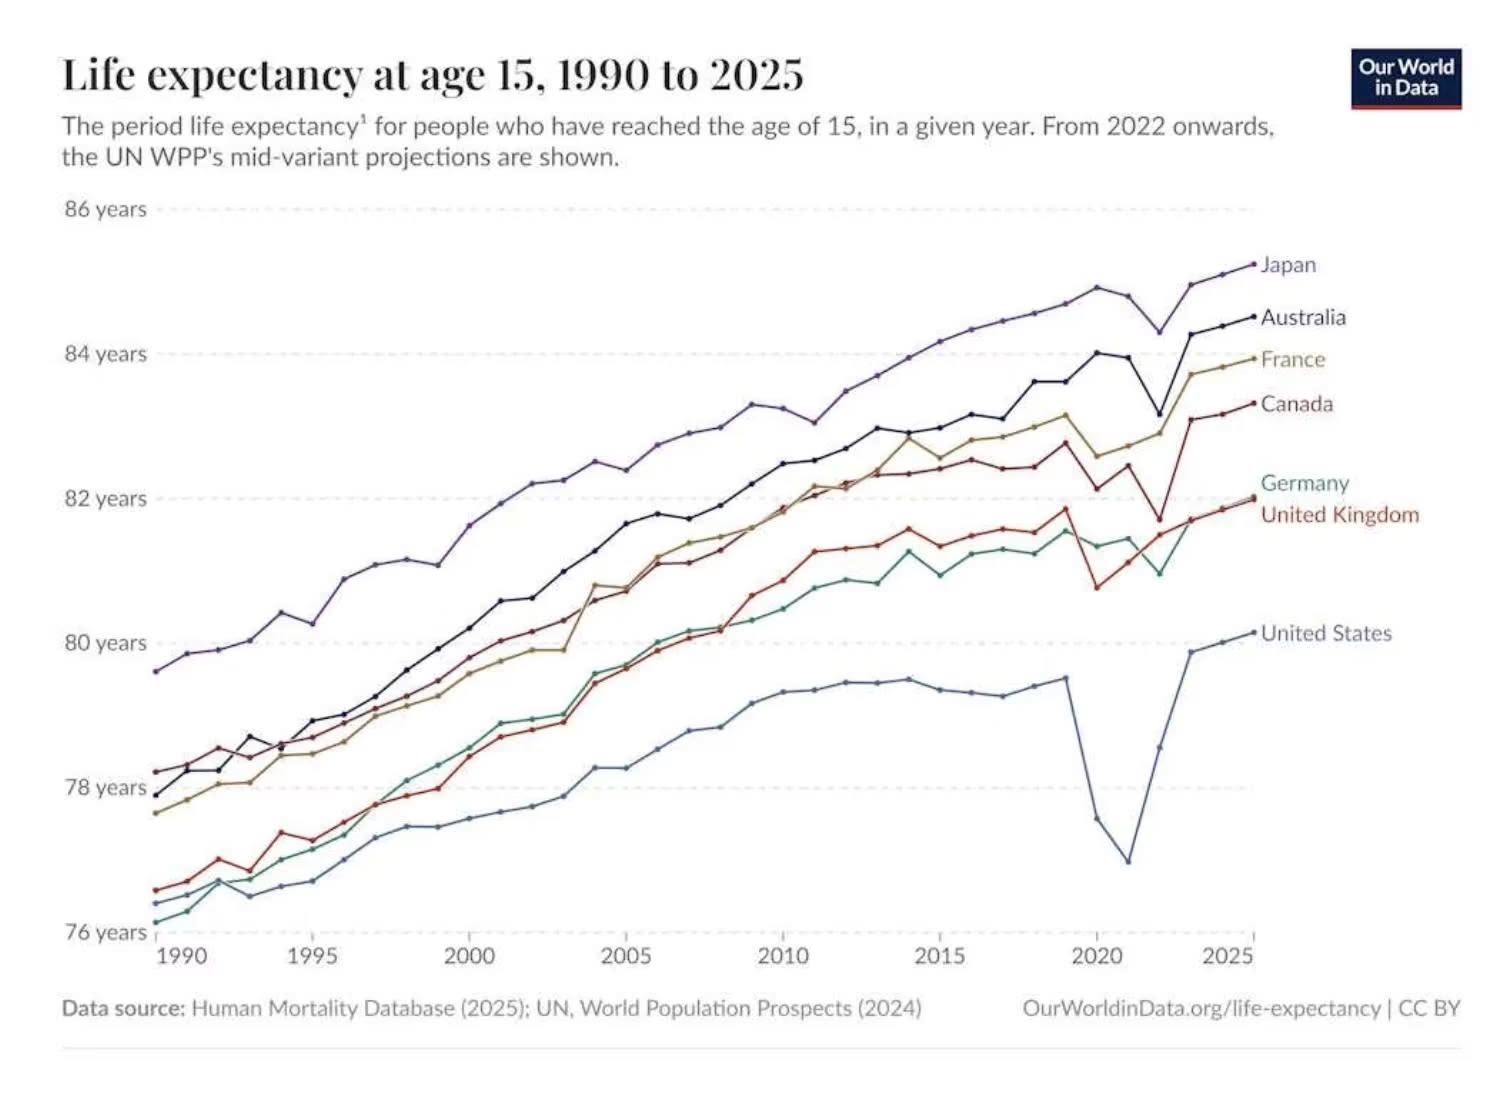 Life expectancy at age 15, 1990 to 2025
Our World
in Data
The period life expectancy¹ for people who have reached the age of 15, in a given year. From 2022 onwards,
the UN WPP's mid-variant projections are shown.
86 years
84 years
82 years
80 years
78 years
76 years
Japan
Australia
France
Canada
Germany
United Kingdom
United States
1990 1995 2000 2005 2010 2015 2020 2025
Data source: Human Mortality Database (2025); UN, World Population Prospects (2024)
OurWorldinData.org/life-expectancy | CC BY